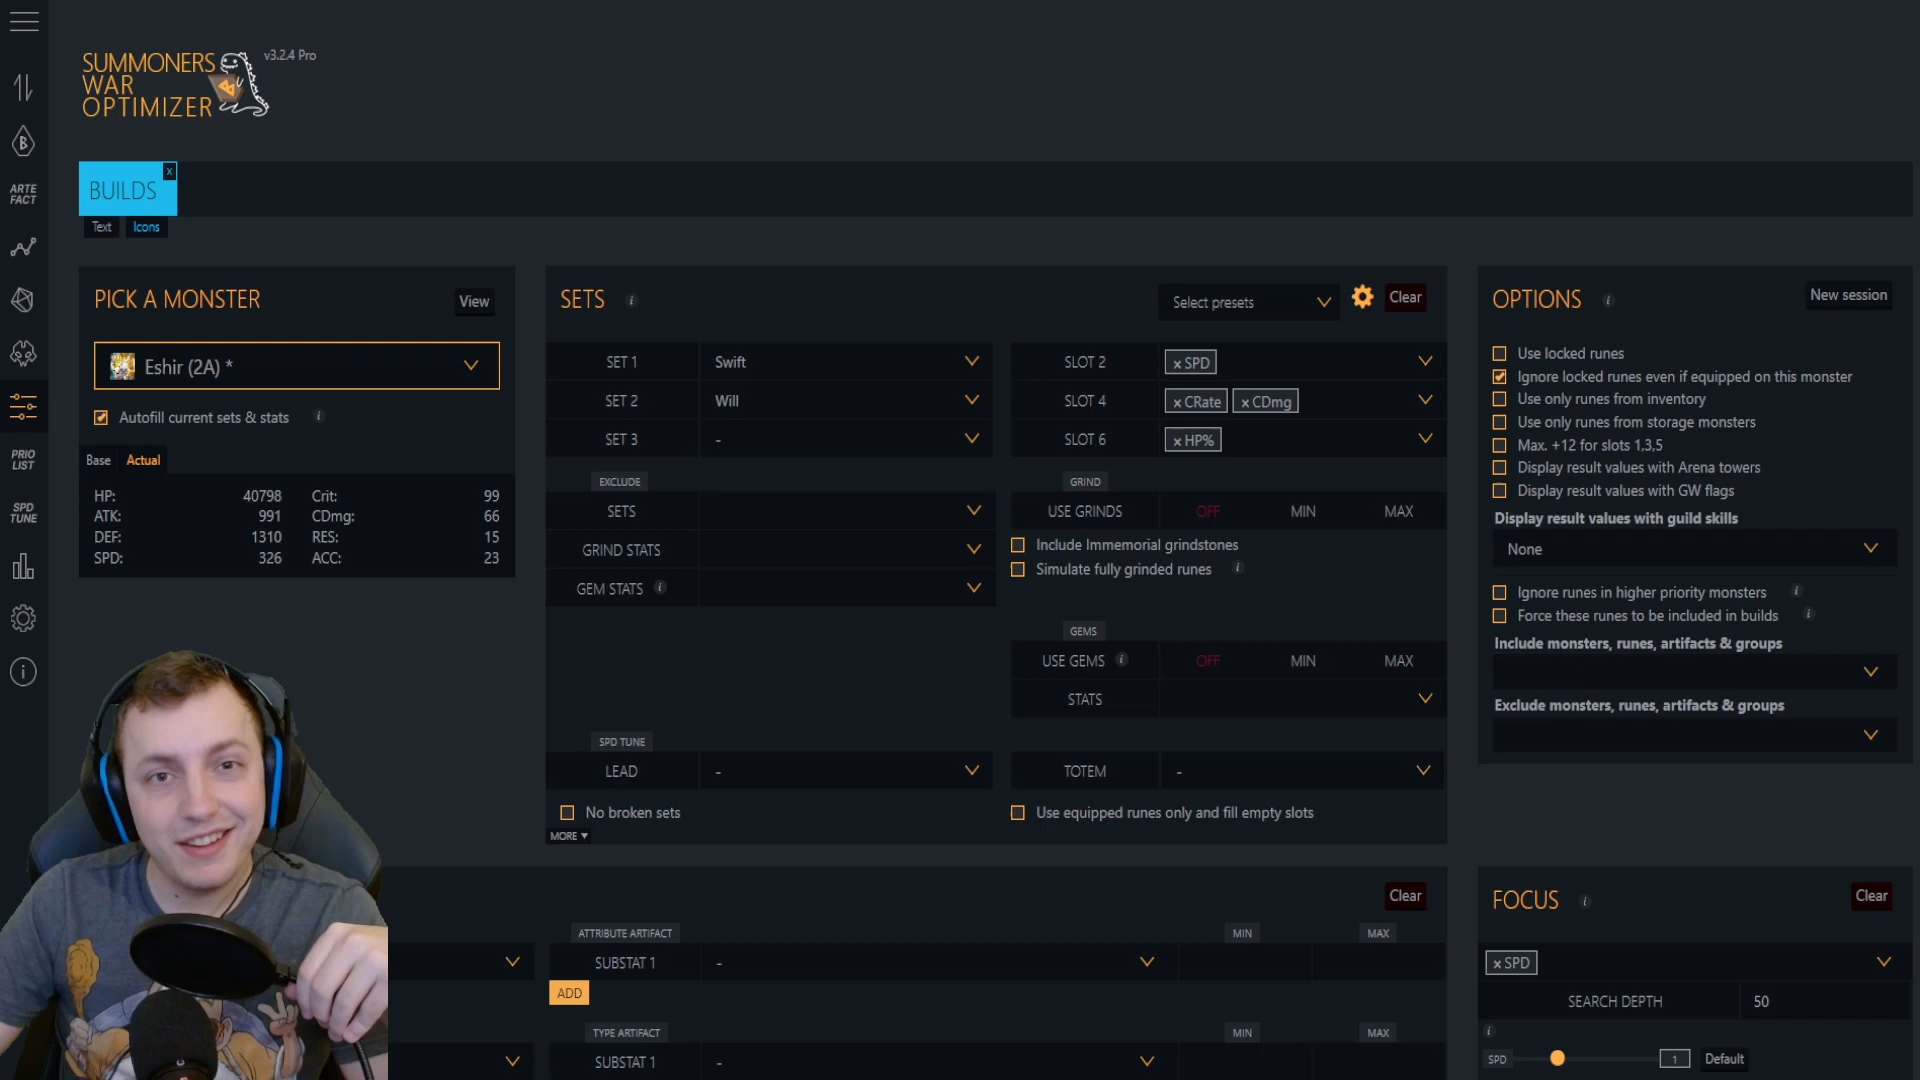 SUMMONERS
WAR
OPTIMIZER
v3.2.4 Pro
ARTE
FACT
PRIO
LIST
SPD
TUNE
BUILDS
x
Text
Icons
PICK A MONSTER
View
Eshir (2A) *
Autofill current sets & stats
i
Base
Actual
HP: 40798 Crit: 99
ATK: 991 CDmg: 66
DEF: 1310 RES: 15
SPD: 326 ACC: 23
SETS
i
Select presets
Clear
SET 1 Swift
SET 2 Will
SET 3 -
SLOT 2 ×SPD
SLOT 4 ×CRate ×CDmg
SLOT 6 ×HP%
EXCLUDE
SETS
GRIND STATS
GEM STATS i
GRIND
USE GRINDS OFF MIN MAX
Include Immemorial grindstones
Simulate fully grinded runes i
GEMS
USE GEMS i OFF MIN MAX
STATS
SPD TUNE
LEAD -
TOTEM -
No broken sets
Use equipped runes only and fill empty slots
MORE
OPTIONS
i
New session
Use locked runes
Ignore locked runes even if equipped on this monster
Use only runes from inventory
Use only runes from storage monsters
Max. +12 for slots 1,3,5
Display result values with Arena towers
Display result values with GW flags
Display result values with guild skills
None
Ignore runes in higher priority monsters i
Force these runes to be included in builds i
Include monsters, runes, artifacts & groups
Exclude monsters, runes, artifacts & groups
Clear
ATTRIBUTE ARTIFACT MIN MAX
SUBSTAT 1 -
ADD
TYPE ARTIFACT MIN MAX
SUBSTAT 1 -
FOCUS
i
Clear
×SPD
SEARCH DEPTH 50
i
SPD 1 Default